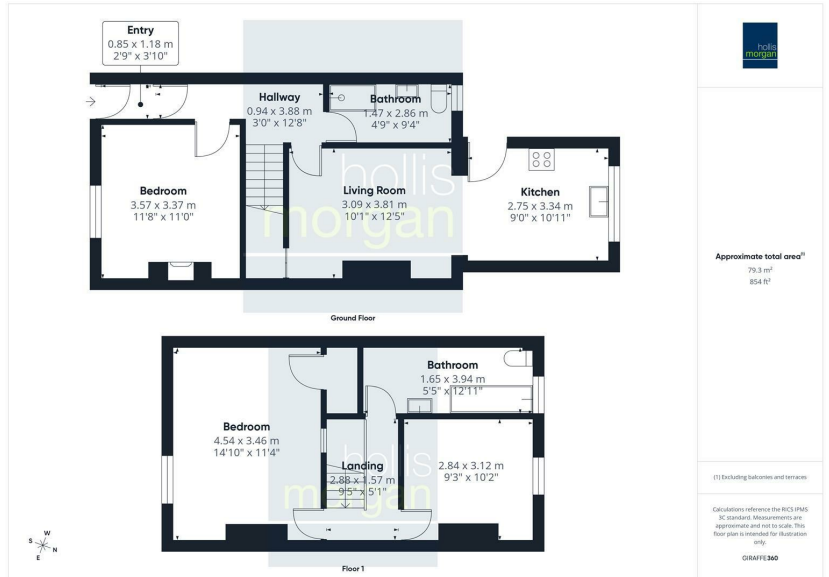 Entry
0.85 x 1.18 m
2'9" x 3'10"
Hallway
0.94 x 3.88 m
3'0" x 12'8"
Bathroom
1.47 x 2.86 m
4'9" x 9'4"
Bedroom
3.57 x 3.37 m
11'8" x 11'0"
Living Room
3.09 x 3.81 m
10'1" x 12'5"
Kitchen
2.75 x 3.34 m
9'0" x 10'11"
hollis
morgan
Ground Floor
Bathroom
1.65 x 3.94 m
5'5" x 12'11"
Bedroom
4.54 x 3.46 m
14'10" x 11'4"
Landing
2.88 x 1.57 m
9'5" x 5'1"
2.84 x 3.12 m
9'3" x 10'2"
hollis
morgan
Floor 1
W
S
N
E
hollis
morgan
Approximate total area(1)
79.3 m²
854 ft²
(1) Excluding balconies and terraces
Calculations reference the RICS IPMS
3C standard. Measurements are
approximate and not to scale. This
floor plan is intended for illustration
only.
GIRAFFE360